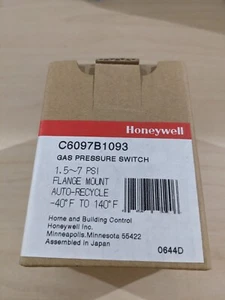 Honeywell
C6097B1093
GAS PRESSURE SWITCH
1.5~7 PSI
FLANGE MOUNT
AUTO-RECYCLE
-40°F TO 140°F
Home and Building Control
Honeywell Inc.
Minneapolis,Minnesota 55422
Assembled in Japan
0644D